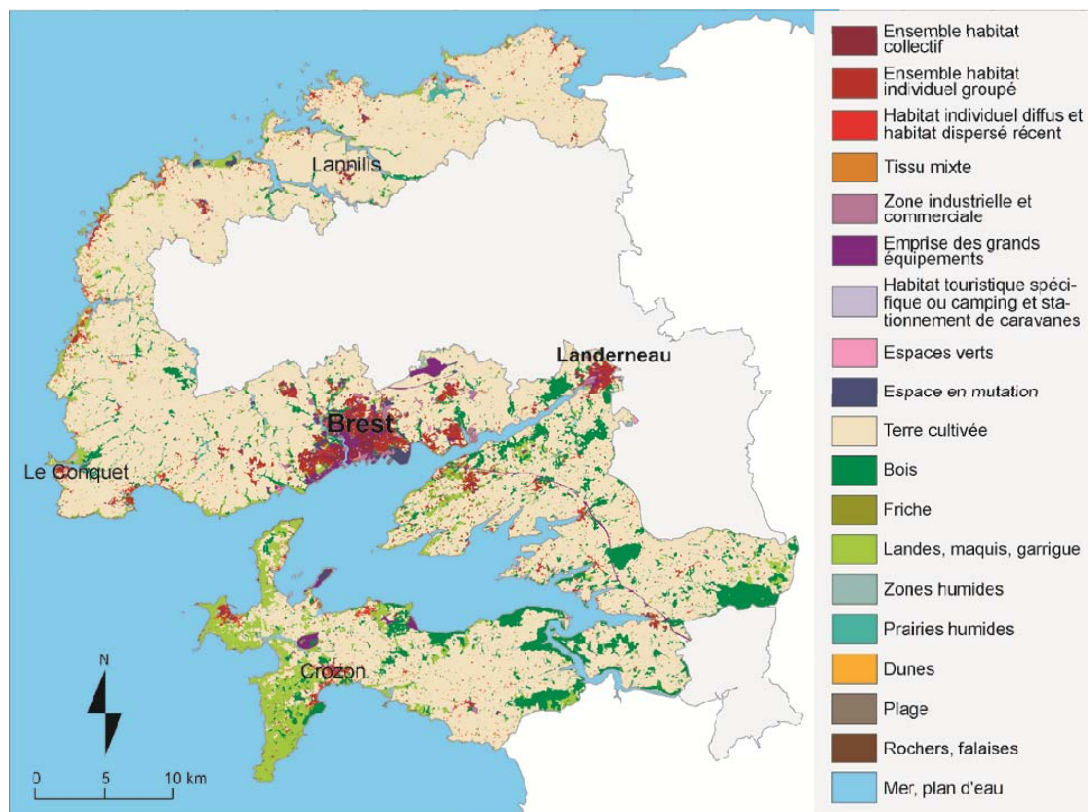 Lannilis
Landerneau
Brest
Le Conquet
Crozon
N
0 5 10 km
Ensemble habitat
collectif
Ensemble habitat
individuel groupé
Habitat individuel diffus et
habitat dispersé récent
Tissu mixte
Zone industrielle et
commerciale
Emprise des grands
équipements
Habitat touristique spéci-
fique ou camping et sta-
tionnement de caravanes
Espaces verts
Espace en mutation
Terre cultivée
Bois
Friche
Landes, maquis, garrigue
Zones humides
Prairies humides
Dunes
Plage
Rochers, falaises
Mer, plan d'eau